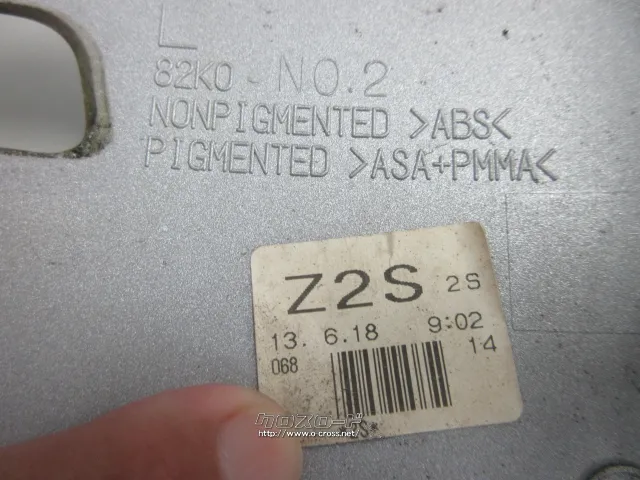 L
82K0-NO.2
NONPIGMENTED >ABS<
PIGMENTED >ASA+PMMA<
Z2S 2S
13. 6.18 9:02
068 14
クロスロード
http://www.o-cross.net/